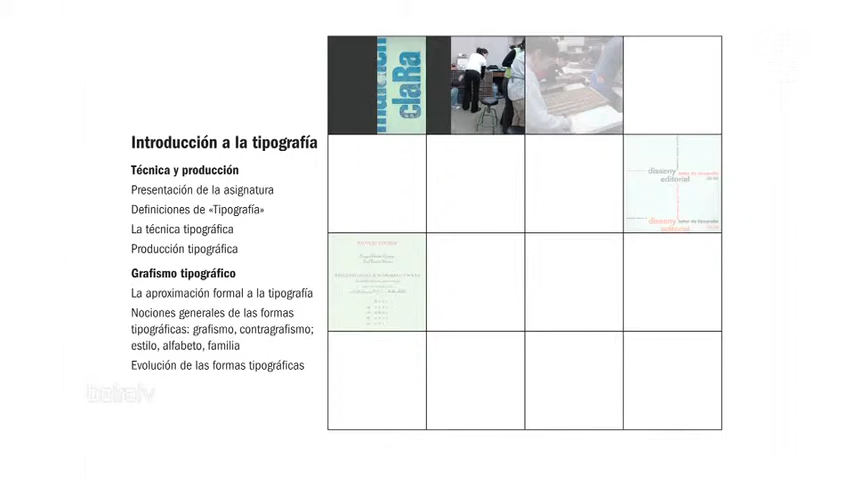 Introducción a la tipografía
Técnica y producción
Presentación de la asignatura
Definiciones de «Tipografía»
La técnica tipográfica
Producción tipográfica
Grafismo tipográfico
La aproximación formal a la tipografía
Nociones generales de las formas
tipográficas: grafismo, contragrafismo;
estilo, alfabeto, familia
Evolución de las formas tipográficas
claRa
disseny
editorial
disseny
editorial